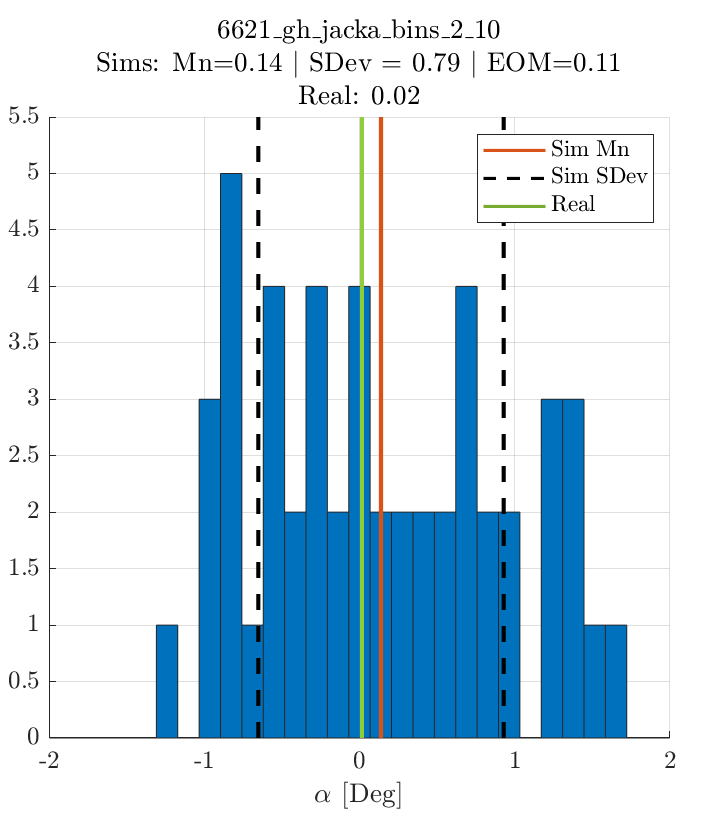 6621_gh_jacka_bins_2_10
Sims: Mn=0.14 | SDev = 0.79 | EOM=0.11
Real: 0.02
5.5
5
4.5
4
3.5
3
2.5
2
1.5
1
0.5
0
Sim Mn
Sim SDev
Real
-2
-1
0
1
2
α [Deg]